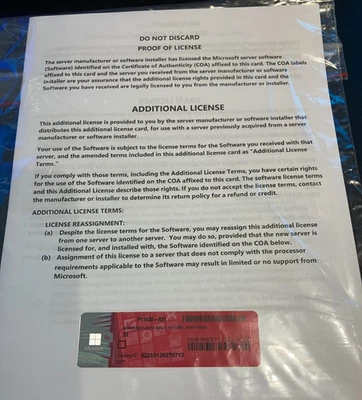 DO NOT DISCARD
PROOF OF LICENSE
The server manufacturer or software installer has licensed the Microsoft server software
(Software) identified on the Certificate of Authenticity (COA) affixed to this card. The COA labels
affixed to this card and the server you received from the server manufacturer or software
installer are your assurance that the additional license rights provided in this card and the
Software you have received are legally licensed to you from the manufacturer or installer.
ADDITIONAL LICENSE
This additional license is provided to you by the server manufacturer or software installer that
distributes this additional license card, for use with a server previously acquired from a server
manufacturer or software installer.
Your use of the Software is subject to the license terms for the Software you received with that
server, and the amended terms included in this additional license card as "Additional License
Terms."
If you comply with those terms, including the Additional License Terms, you have certain rights
for the use of the Software identified on the COA affixed to this card. The software license terms
and this Additional License describe those rights. If you do not accept the license terms, contact
the manufacturer or installer to determine its return policy for a refund or credit.
ADDITIONAL LICENSE TERMS:
LICENSE REASSIGNMENT:
(a) Despite the license terms for the Software, you may reassign this additional license
from one server to another server. You may do so, provided that the new server is
licensed for, and installed with, the Software identified on the COA below.
(b) Assignment of this license to a server that does not comply with the processor
requirements applicable to the Software may result in limited or no support from
Microsoft.